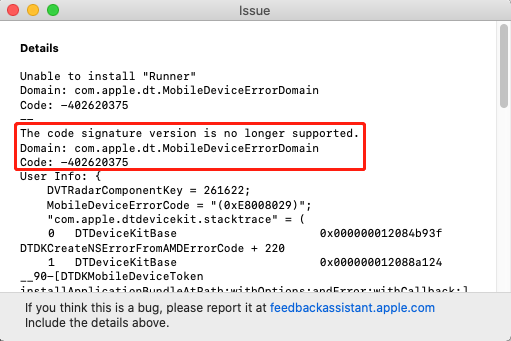 Issue
Details
Unable to install "Runner"
Domain: com.apple.dt.MobileDeviceErrorDomain
Code: -402620375
--
The code signature version is no longer supported.
Domain: com.apple.dt.MobileDeviceErrorDomain
Code: -402620375
User Info: {
    DVTRadarComponentKey = 261622;
    MobileDeviceErrorCode = "(0xE8008029)";
    "com.apple.dtdevicekit.stacktrace" = (
    0   DTDeviceKitBase                     0x000000012084b93f
DTDKCreateNSErrorFromAMDErrorCode + 220
    1   DTDeviceKitBase                     0x000000012088a124
__90-[DTDKMobileDeviceToken
installApplicationBundleAtPath:withOptions:andError:withCallback:]
If you think this is a bug, please report it at feedbackassistant.apple.com
Include the details above.